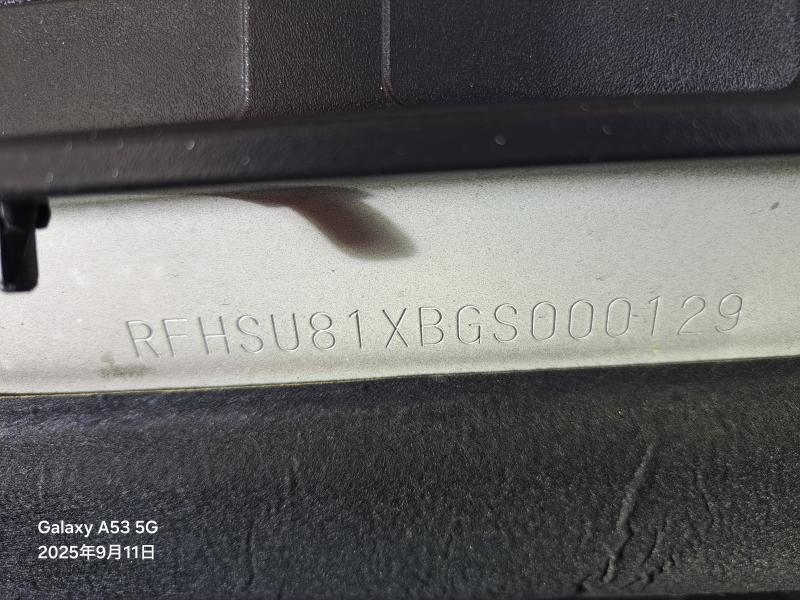 RFHSU81XBGS000129
Galaxy A53 5G
2025年9月11日